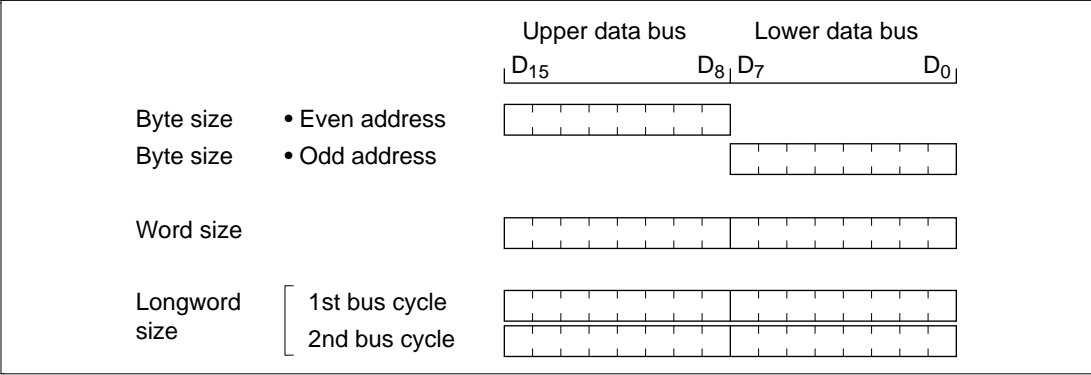 Upper data bus Lower data bus
D15 D8 D7 D0
Byte size • Even address
Byte size • Odd address
Word size
Longword 1st bus cycle
size
2nd bus cycle